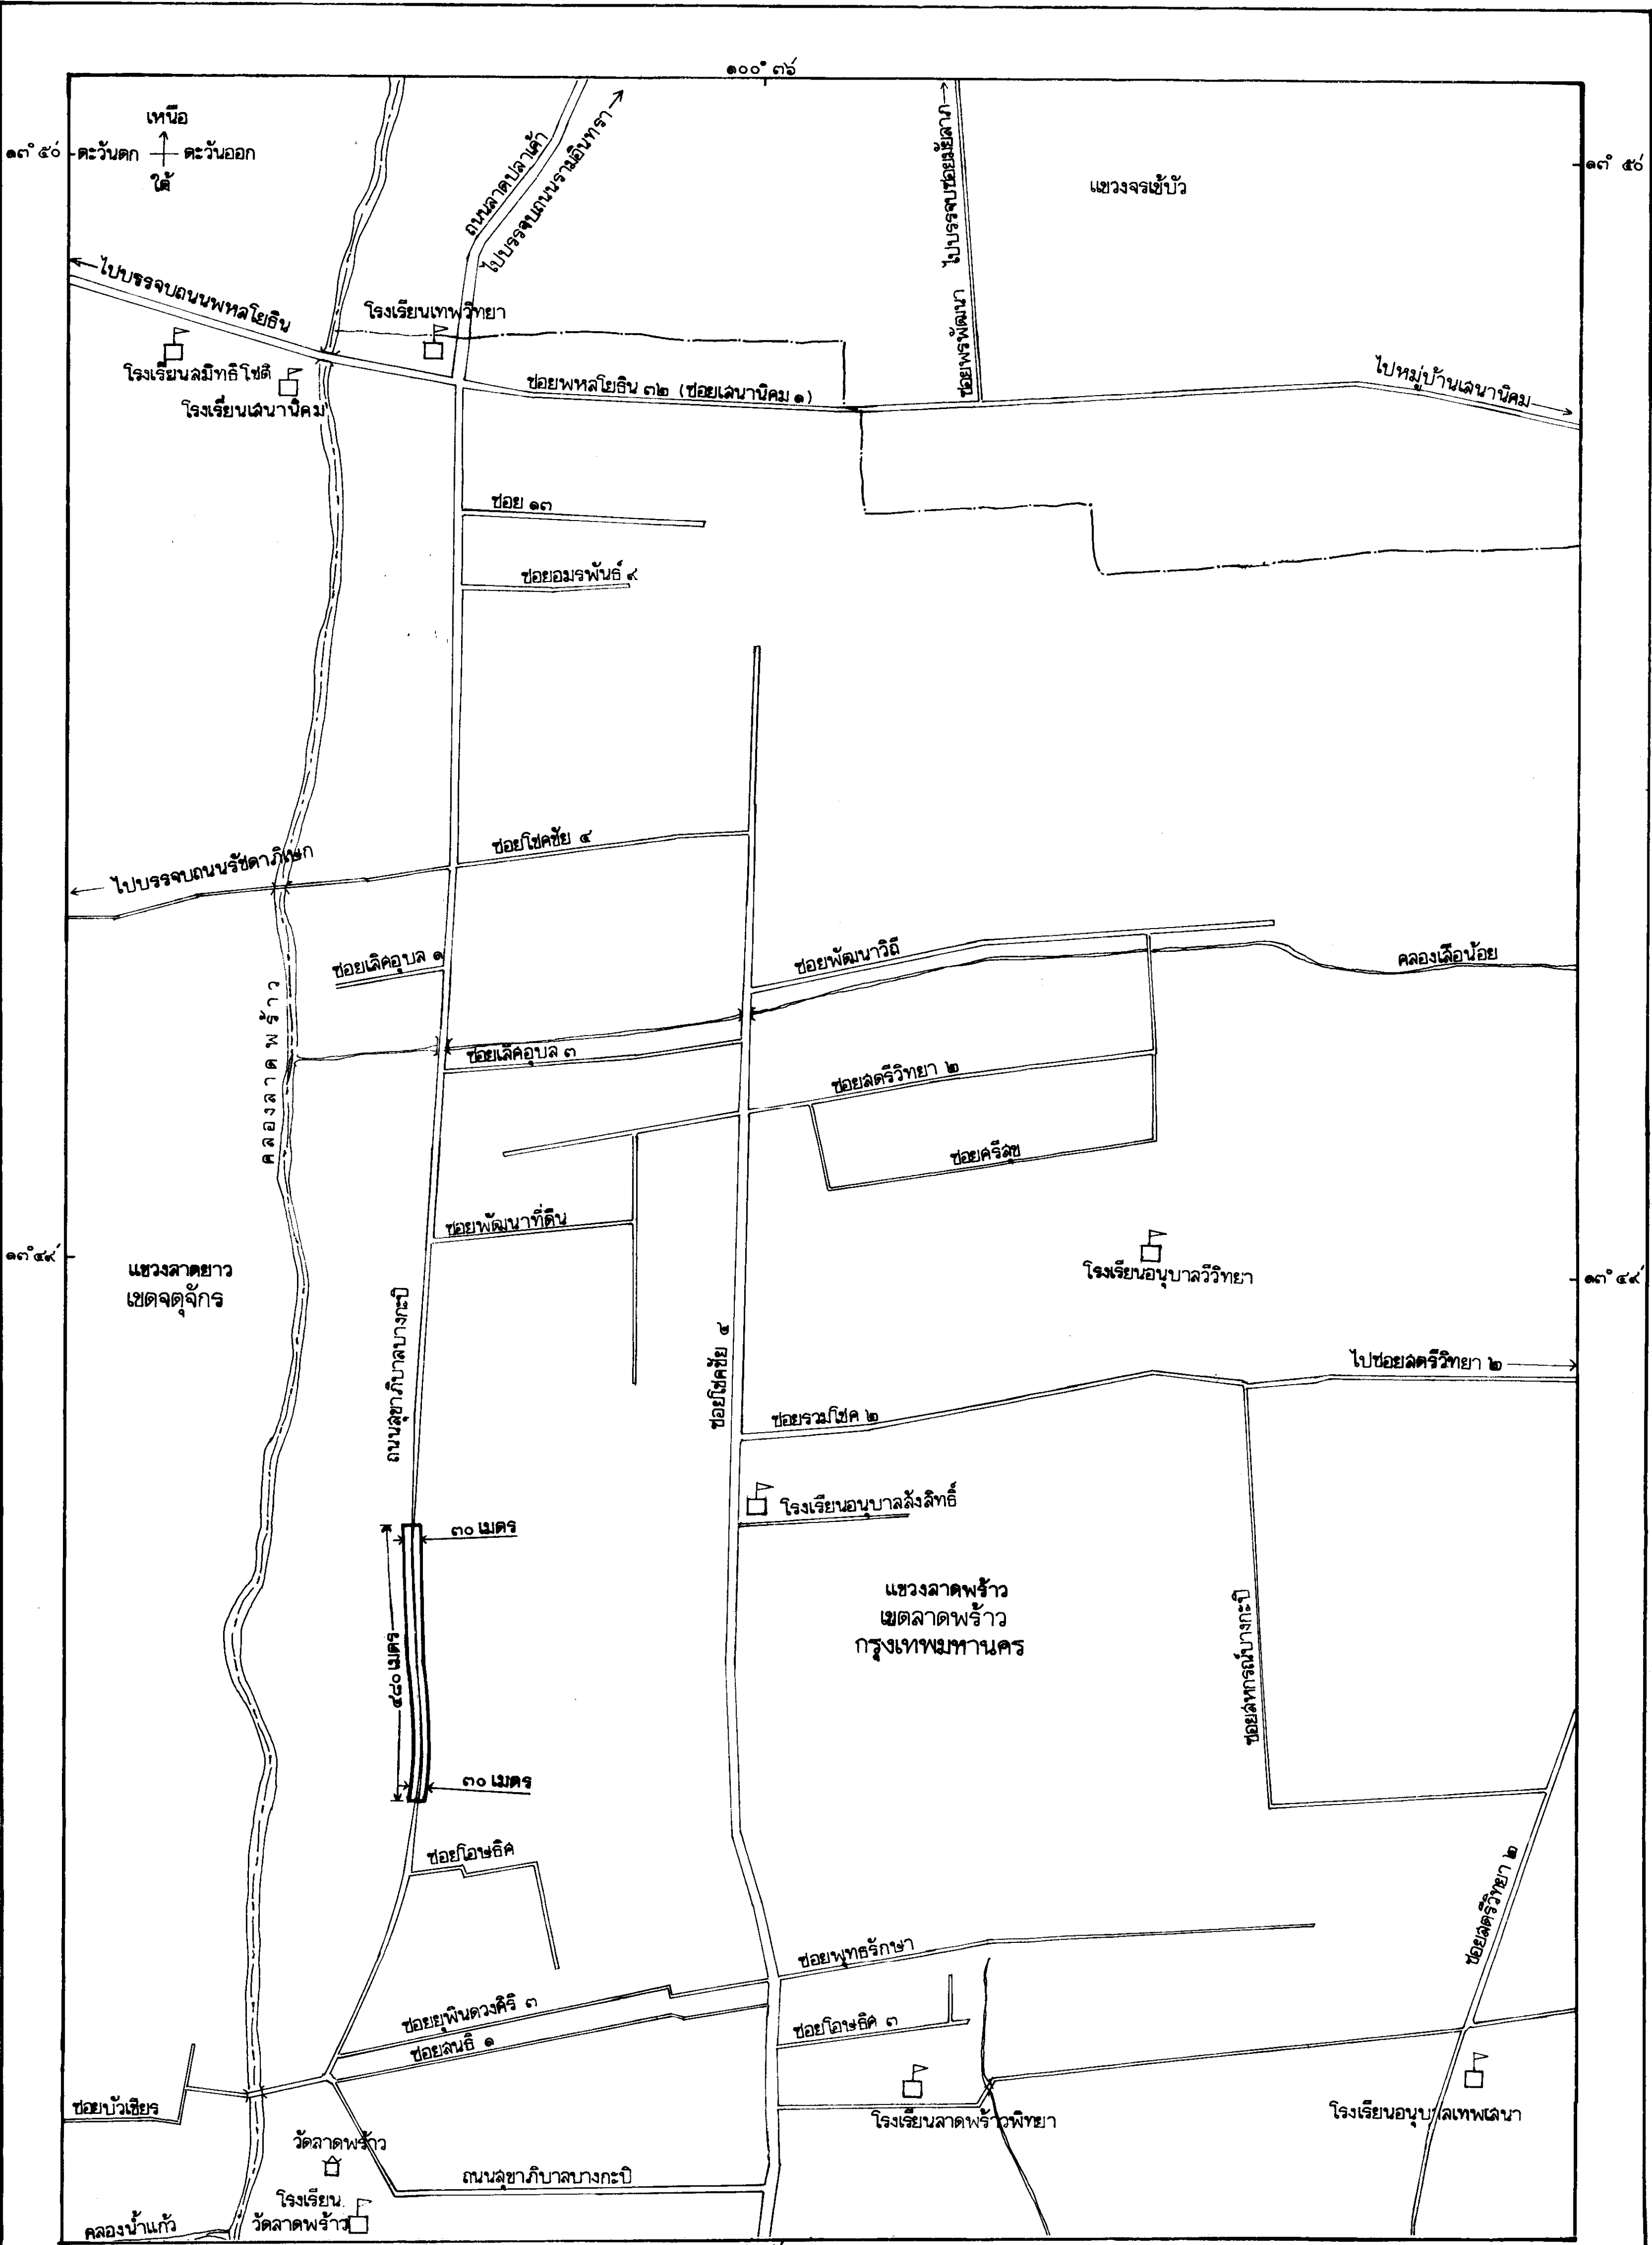 ๑๐๐° ๓๖'
เหนือ
ตะวันตก ตะวันออก
ใต้
๑๓° ๕๐'
๑๓° ๕๐'
ถนนลาดปลาเค้า
ไปบรรจบถนนรามอินทรา
ไปบรรจบซอยมัยลาภ
ซอยพรพัฒนา
แขวงจรเข้บัว
ไปบรรจบถนนพหลโยธิน
โรงเรียนเทพวิทยา
โรงเรียนสมิทธิโชติ
โรงเรียนเสนานิคม
ซอยพหลโยธิน ๓๒ (ซอยเสนานิคม ๑)
ไปหมู่บ้านเสนานิคม
ซอย ๑๓
ซอยอมรพันธ์ ๙
ซอยโชคชัย ๔
ไปบรรจบถนนรัชดาภิเษก
ซอยเลิศอุบล ๑
ซอยพัฒนาวิถี
คลองเสือน้อย
คลองลาดพร้าว
ซอยเลิศอุบล ๓
ซอยสตรีวิทยา ๒
ซอยศรีสุข
ซอยพัฒนาที่ดิน
๑๓° ๔๙'
๑๓° ๔๙'
แขวงลาดยาว
เขตจตุจักร
โรงเรียนอนุบาลวีวิทยา
ถนนสุขาภิบาลบางกะปิ
ซอยโชคชัย ๔
ไปซอยสตรีวิทยา ๒
ซอยรวมโชค ๒
โรงเรียนอนุบาลสังสิทธิ์
๓๐ เมตร
๔๘๐ เมตร
แขวงลาดพร้าว
เขตลาดพร้าว
กรุงเทพมหานคร
ซอยสหกรณ์บางกะปิ
๓๐ เมตร
ซอยโอษธิศ
ซอยสตรีวิทยา ๒
ซอยพุทธรักษา
ซอยยุพินดวงศิริ ๓
ซอยสนธิ ๑
ซอยโอษธิศ ๓
ซอยบัวเขียร
โรงเรียนลาดพร้าวพิทยา
โรงเรียนอนุบาลเทพเสนา
วัดลาดพร้าว
ถนนสุขาภิบาลบางกะปิ
โรงเรียน
วัดลาดพร้าว
คลองน้ำแก้ว